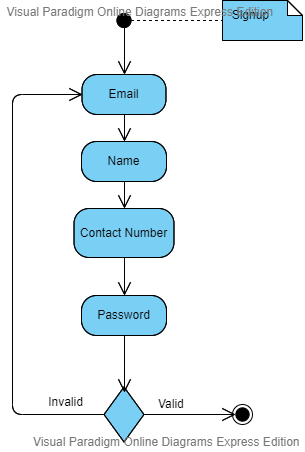 Visual Paradigm Online Diagrams Express Edition
Signup
Email
Name
Contact Number
Password
Invalid
Valid
Visual Paradigm Online Diagrams Express Edition